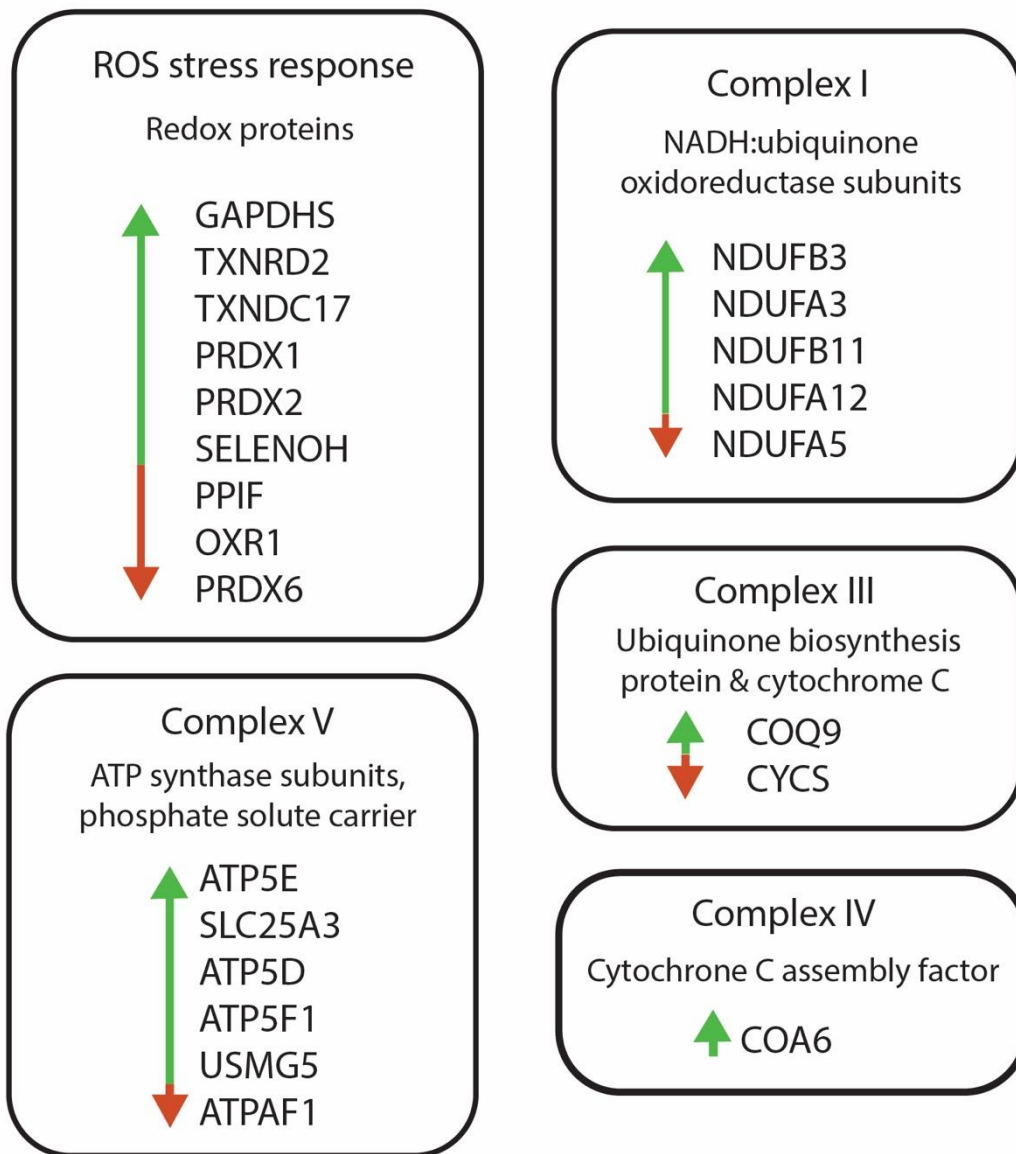 ROS stress response
Redox proteins
GAPDHS
TXNRD2
TXNDC17
PRDX1
PRDX2
SELENOH
PPIF
OXR1
PRDX6
Complex I
NADH:ubiquinone
oxidoreductase subunits
NDUFB3
NDUFA3
NDUFB11
NDUFA12
NDUFA5
Complex III
Ubiquinone biosynthesis
protein & cytochrome C
COQ9
CYCS
Complex V
ATP synthase subunits,
phosphate solute carrier
ATP5E
SLC25A3
ATP5D
ATP5F1
USMG5
ATPAF1
Complex IV
Cytochrone C assembly factor
COA6